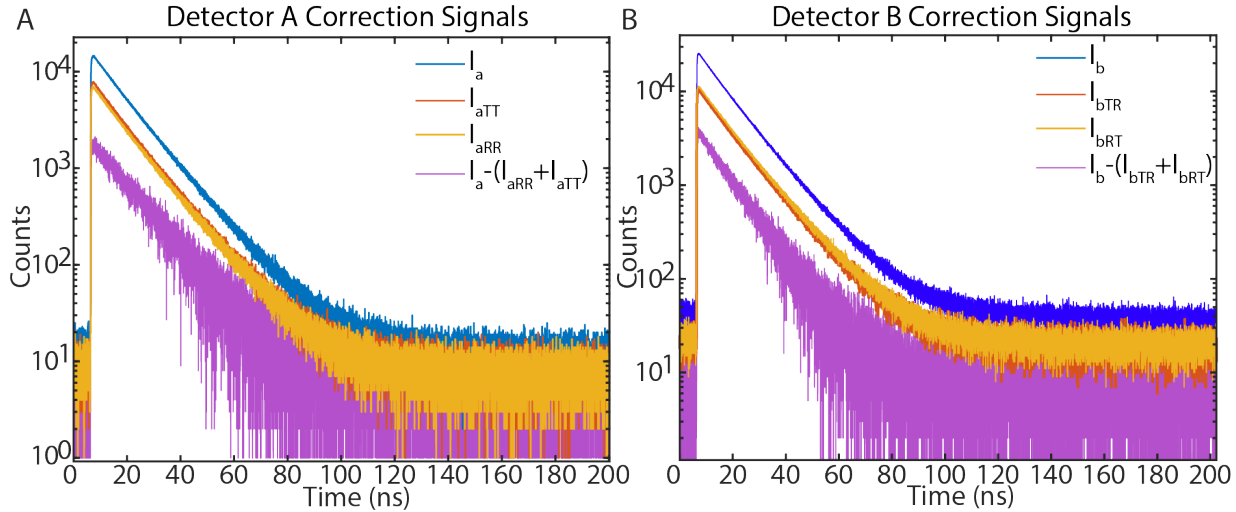 A
Detector A Correction Signals
I_a
I_aTT
I_aRR
I_a-(I_aRR+I_aTT)
Counts
10^4
10^3
10^2
10^1
10^0
0 20 40 60 80 100 120 140 160 180 200
Time (ns)
B
Detector B Correction Signals
I_b
I_bTR
I_bRT
I_b-(I_bTR+I_bRT)
Counts
10^4
10^3
10^2
10^1
0 20 40 60 80 100 120 140 160 180 200
Time (ns)